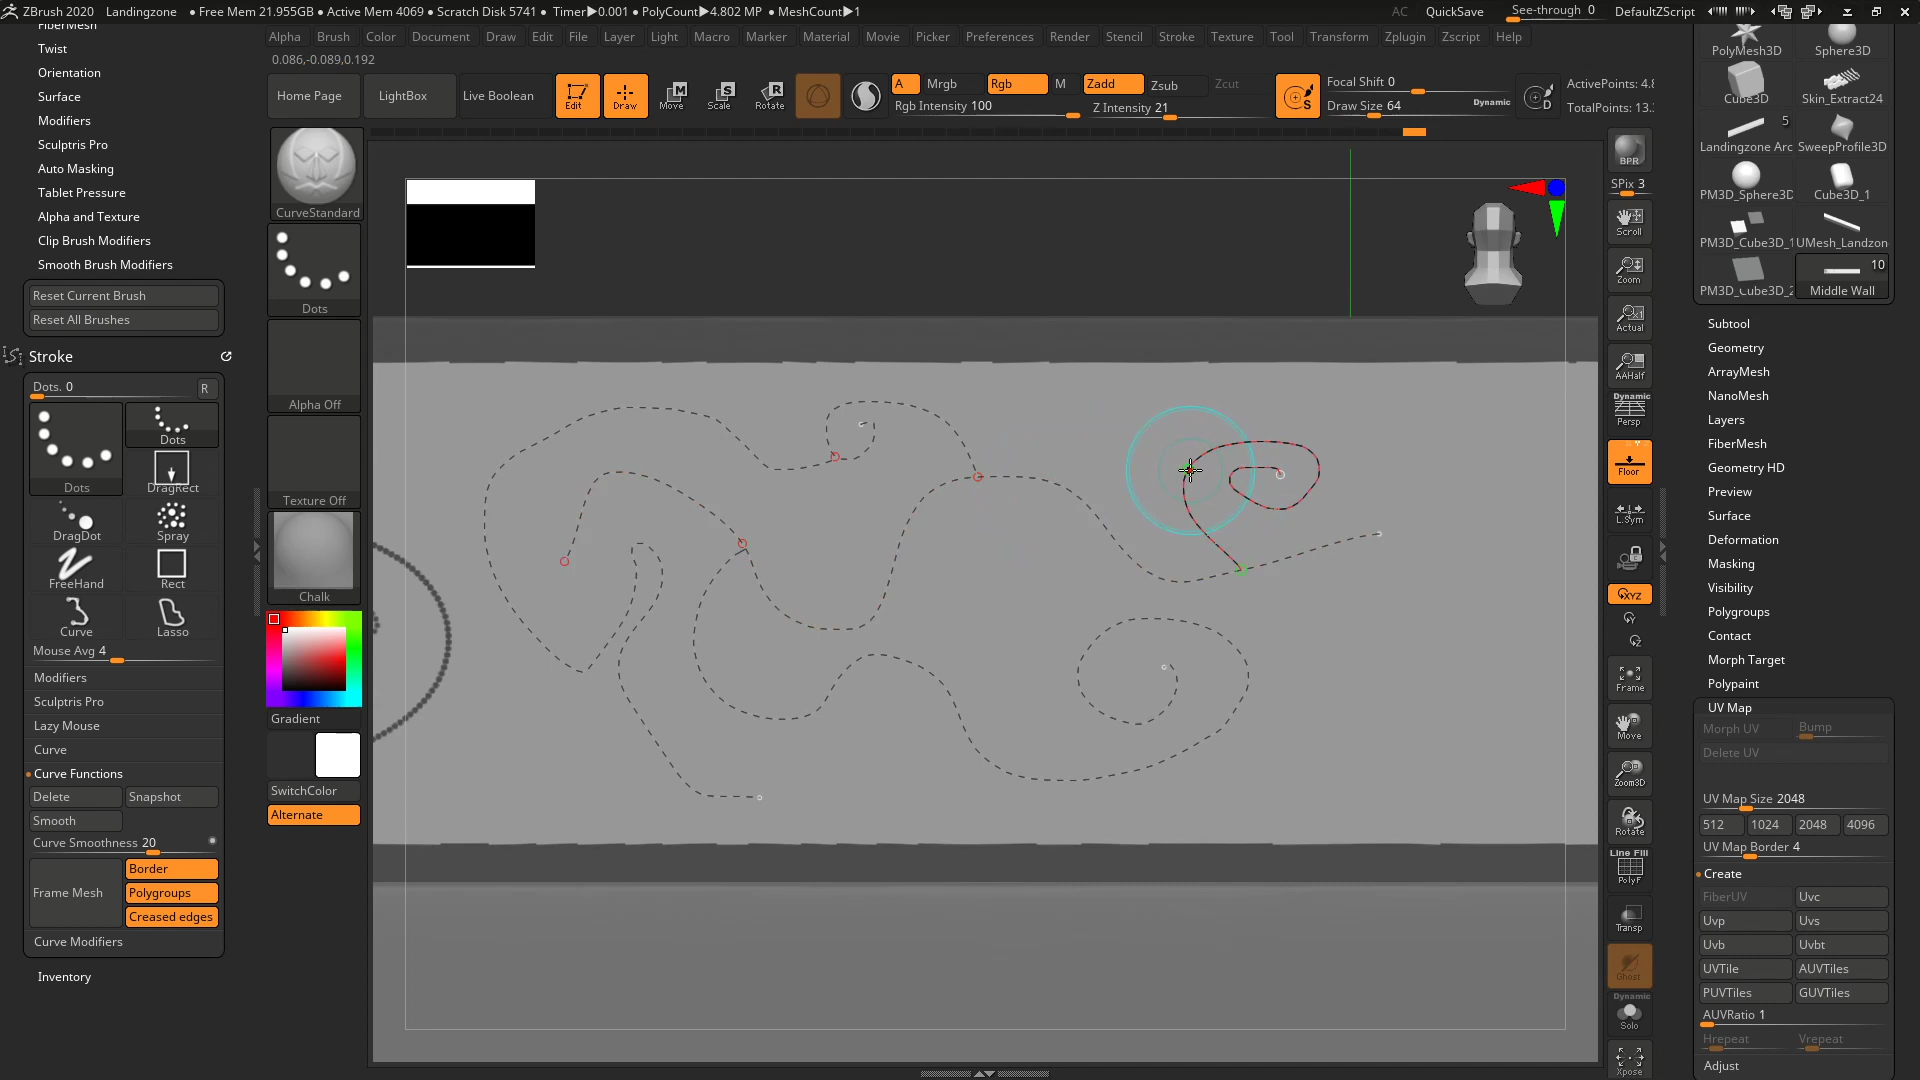 ZBrush 2020 Landingzone • Free Mem 21.955GB • Active Mem 4069 • Scratch Disk 5741 • Timer▶0.001 • PolyCount▶4.802 MP • MeshCount▶1 AC QuickSave See-through 0 DefaultZScript
Alpha Brush Color Document Draw Edit File Layer Light Macro Marker Material Movie Picker Preferences Render Stencil Stroke Texture Tool Transform Zplugin Zscript Help
0.086,-0.089,0.192
Home Page LightBox Live Boolean Edit Draw Move Scale Rotate
A Mrgb Rgb M Zadd Zsub Zcut
Rgb Intensity 100 Z Intensity 21
S Focal Shift 0
Draw Size 64 Dynamic
D ActivePoints: 4.8
TotalPoints: 13.
FiberMesh
Twist
Orientation
Surface
Modifiers
Sculptris Pro
Auto Masking
Tablet Pressure
Alpha and Texture
Clip Brush Modifiers
Smooth Brush Modifiers
Reset Current Brush
Reset All Brushes
Stroke
Dots. 0 R
Dots Dots
DragRect
DragDot Spray
FreeHand Rect
Curve Lasso
Mouse Avg 4
Modifiers
Sculptris Pro
Lazy Mouse
Curve
Curve Functions
Delete Snapshot
Smooth
Curve Smoothness 20
Frame Mesh Border
Polygroups
Creased edges
Curve Modifiers
Inventory
CurveStandard
Dots
Alpha Off
Texture Off
Chalk
Gradient
SwitchColor
Alternate
BPR
SPix 3
Scroll
Zoom
Actual
AAHalf
Dynamic
Persp
Floor
L.Sym
XYZ
Y
Z
Frame
Move
Zoom3D
Rotate
Line Fill
PolyF
Transp
Ghost
Dynamic
Solo
Xpose
PolyMesh3D Sphere3D
Cube3D Skin_Extract24
5
Landingzone Arc SweepProfile3D
PM3D_Sphere3D Cube3D_1
PM3D_Cube3D_1 UMesh_Landzon
10
PM3D_Cube3D_2 Middle Wall
Subtool
Geometry
ArrayMesh
NanoMesh
Layers
FiberMesh
Geometry HD
Preview
Surface
Deformation
Masking
Visibility
Polygroups
Contact
Morph Target
Polypaint
UV Map
Morph UV Bump
Delete UV
UV Map Size 2048
512 1024 2048 4096
UV Map Border 4
Create
FiberUV Uvc
Uvp Uvs
Uvb Uvbt
UVTile AUVTiles
PUVTiles GUVTiles
AUVRatio 1
Hrepeat Vrepeat
Adjust